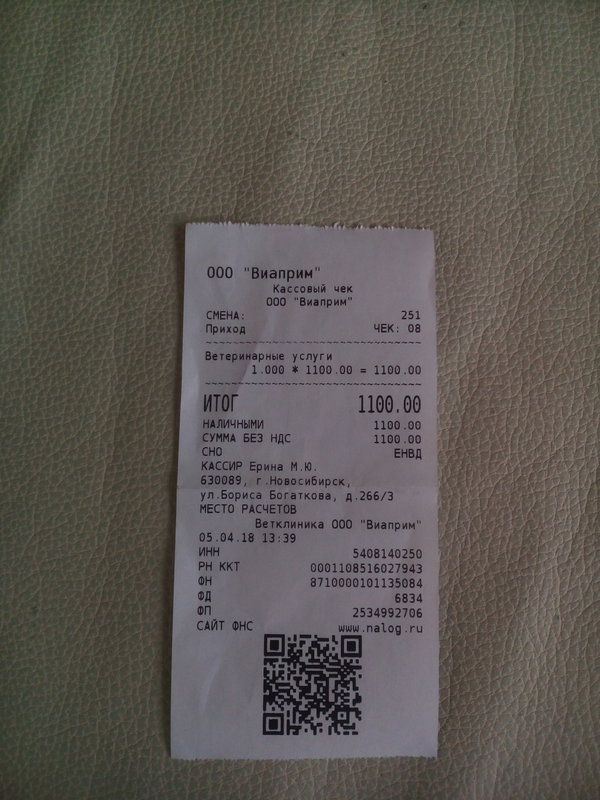 ООО "Виаприм"
Кассовый чек
ООО "Виаприм"
СМЕНА: 251
Приход ЧЕК: 08
~~~~~~~~~~~~~~~~~~~~~~~~~~~~~~~~
Ветеринарные услуги
1.000 * 1100.00 = 1100.00
~~~~~~~~~~~~~~~~~~~~~~~~~~~~~~~~
ИТОГ 1100.00
НАЛИЧНЫМИ 1100.00
СУММА БЕЗ НДС 1100.00
СНО ЕНВД
КАССИР Ерина М.Ю.
630089, г.Новосибирск,
ул.Бориса Богаткова, д.266/3
МЕСТО РАСЧЕТОВ
Ветклиника ООО "Виаприм"
05.04.18 13:39
ИНН 5408140250
РН ККТ 0001108516027943
ФН 8710000101135084
ФД 6834
ФП 2534992706
САЙТ ФНС www.nalog.ru